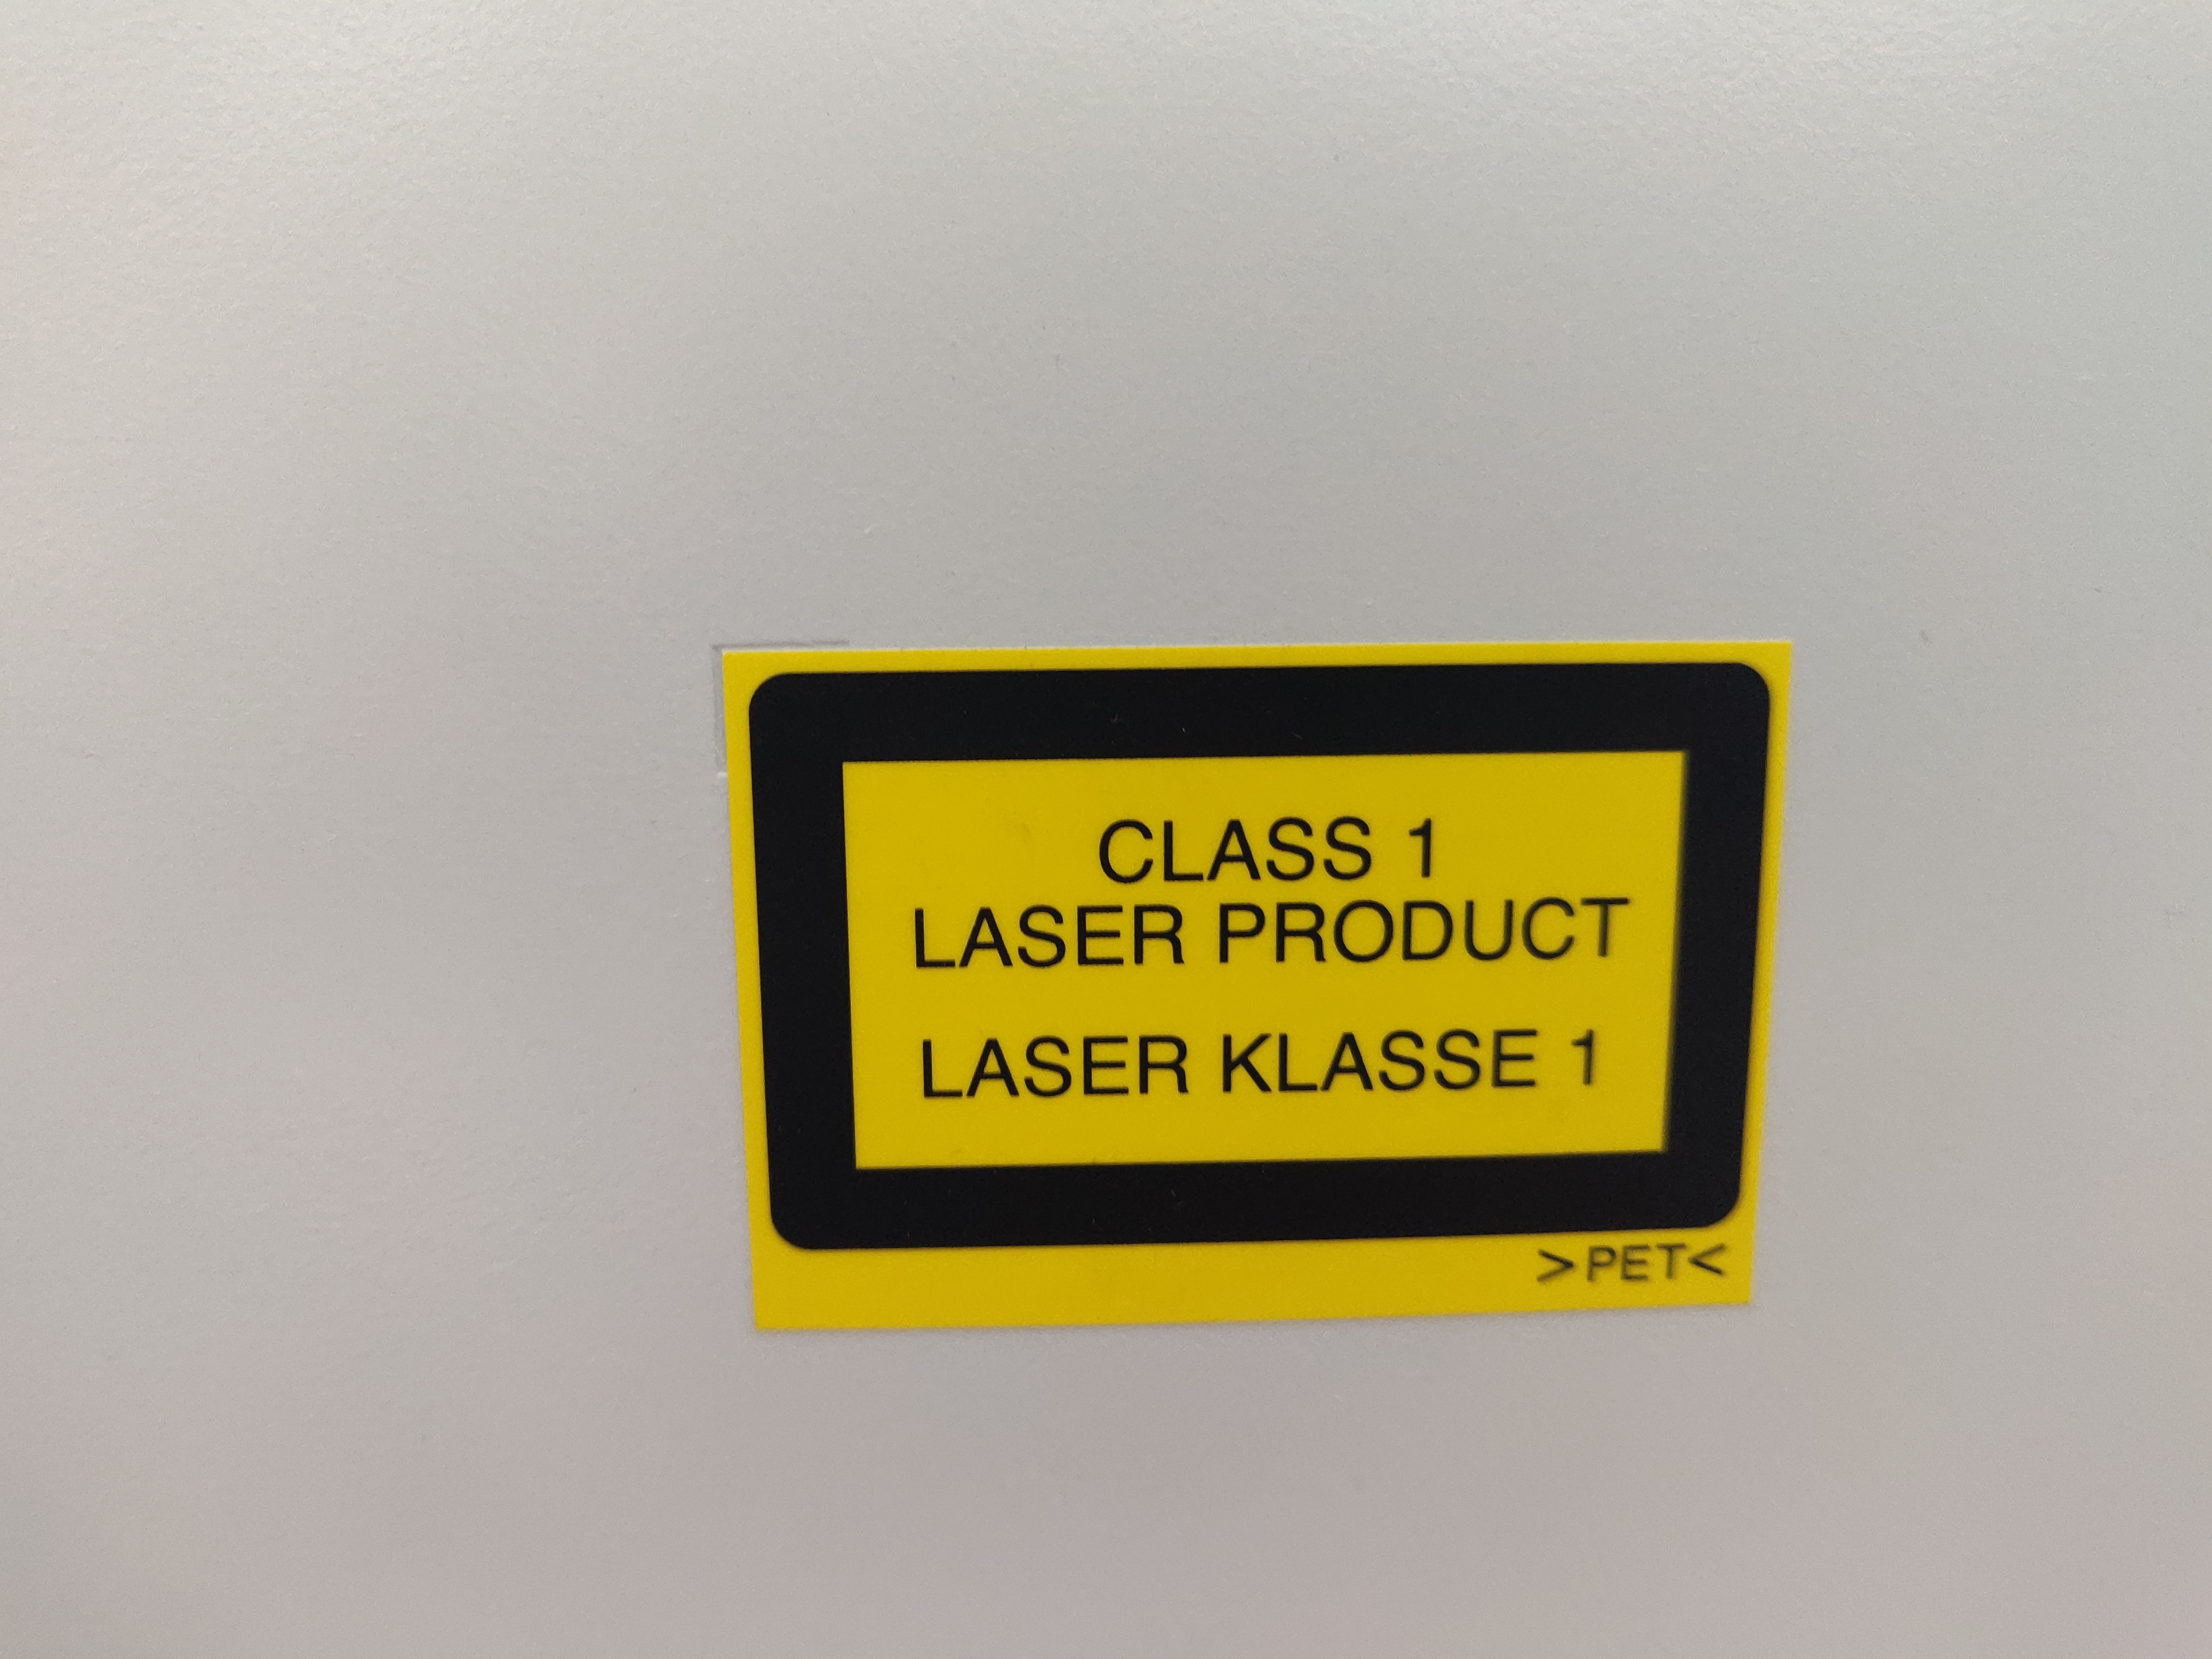 CLASS 1
LASER PRODUCT
LASER KLASSE 1
>PET<